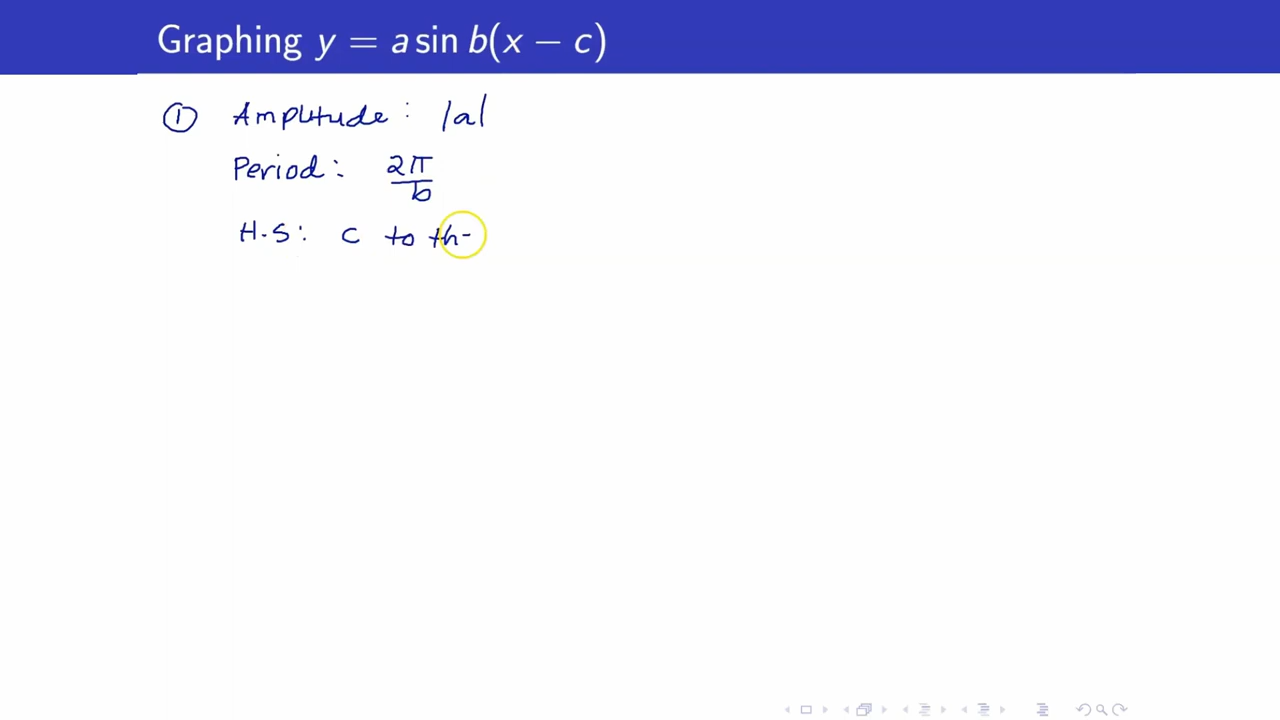 Graphing y = a sin b(x − c)
① Amplitude : |a|
Period : 2π/b
H.S : c to th